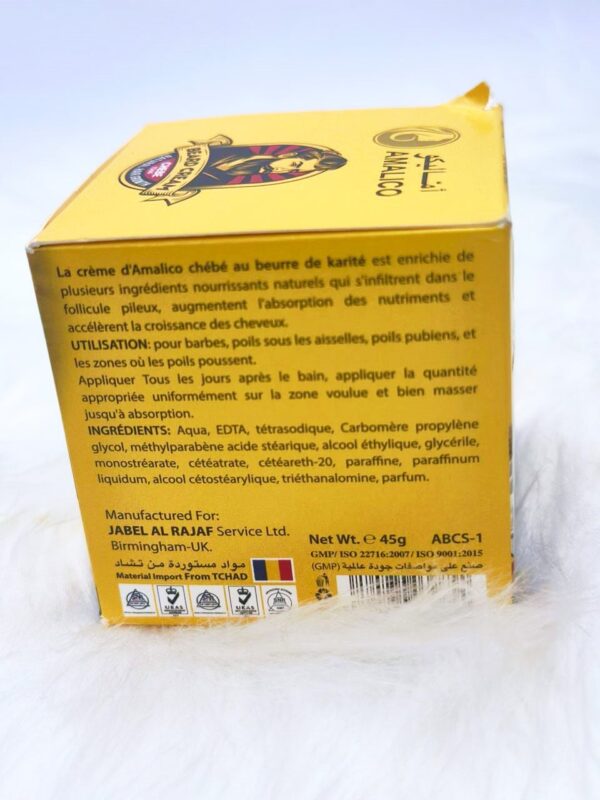 أماليكو
AMALICO
BEARD CREAM
La crème d'Amalico chébé au beurre de karité est enrichie de
plusieurs ingrédients nourrissants naturels qui s'infiltrent dans le
follicule pileux, augmentent l'absorption des nutriments et
accélèrent la croissance des cheveux.
UTILISATION: pour barbes, poils sous les aisselles, poils pubiens, et
les zones où les poils poussent.
Appliquer Tous les jours après le bain, appliquer la quantité
appropriée uniformément sur la zone voulue et bien masser
jusqu'à absorption.
INGRÉDIENTS: Aqua, EDTA, tétrasodique, Carbomère propylène
glycol, méthylparabène acide stéarique, alcool éthylique, glycérile,
monostréarate, cétéatrate, cétéareth-20, paraffine, paraffinum
liquidum, alcool cétostéarylique, triéthanalomine, parfum.
Manufactured For:
JABEL AL RAJAF Service Ltd.
Birmingham-UK.
مواد مستوردة من تشاد
Material Import From TCHAD
Net Wt. ℮ 45g ABCS-1
GMP/ ISO 22716:2007/ ISO 9001:2015
صنع على مواصفات جودة عالية (GMP)
UKAS
UKAS